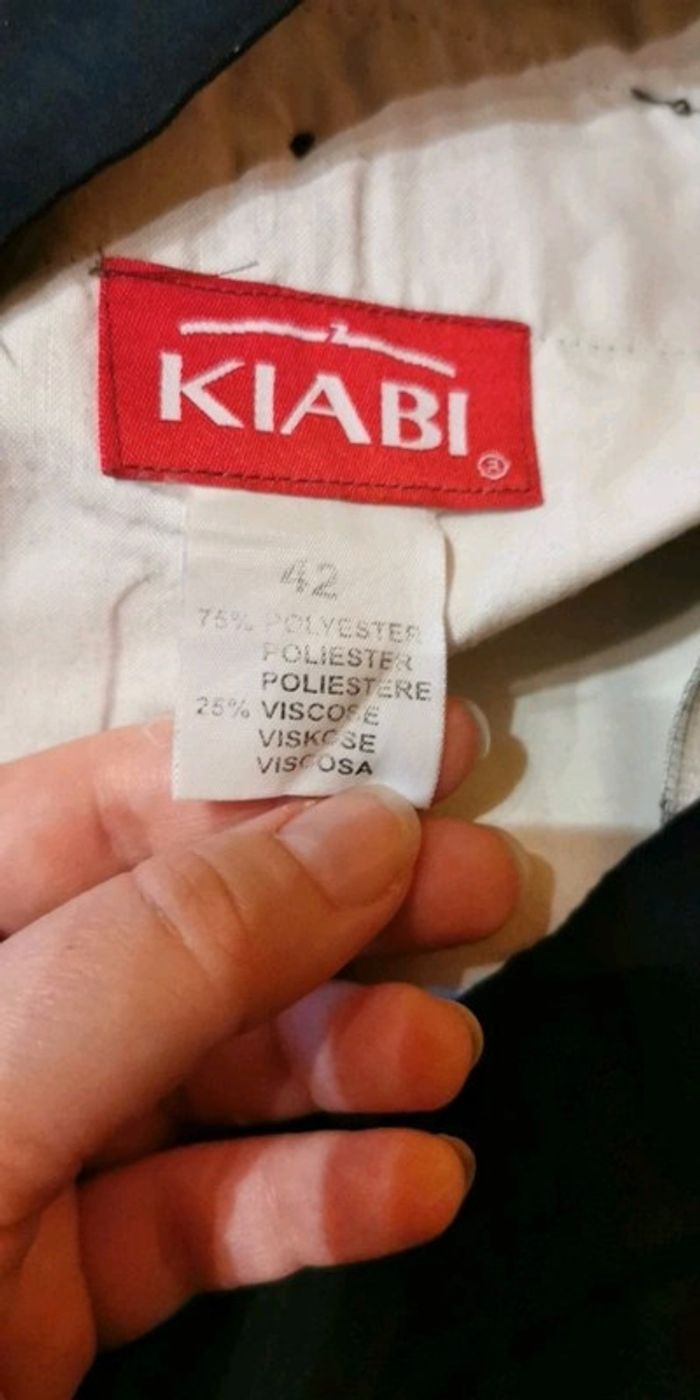 KIABI
®
42
75% POLYESTER
POLIESTER
POLIESTERE
25% VISCOSE
VISKOSE
VISCOSA